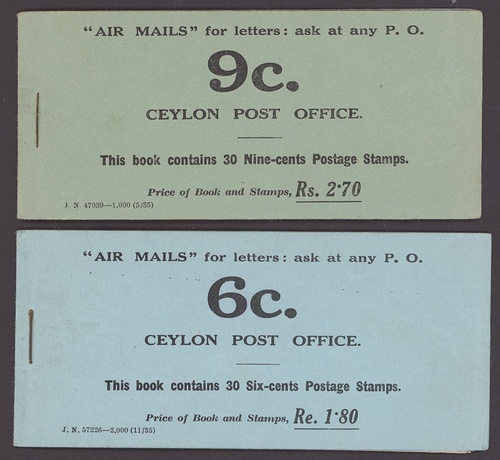 "AIR MAILS" for letters: ask at any P. O.
9c.
CEYLON POST OFFICE.
This book contains 30 Nine-cents Postage Stamps.
Price of Book and Stamps, Rs. 2·70
J. N. 47039—1,000 (5/35)
"AIR MAILS" for letters: ask at any P. O.
6c.
CEYLON POST OFFICE.
This book contains 30 Six-cents Postage Stamps.
Price of Book and Stamps, Re. 1·80
J. N. 57226—2,000 (11/35)